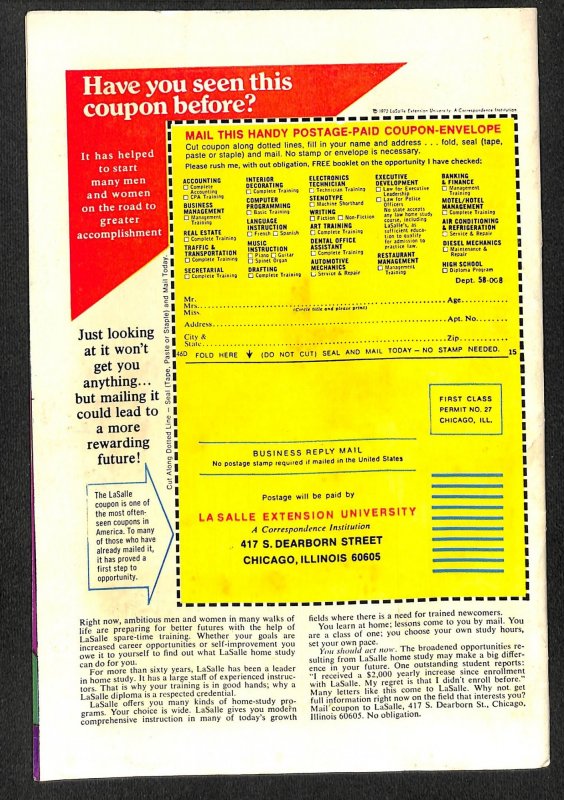 Have you seen this
coupon before?
© 1972 LaSalle Extension University. A Correspondence Institution
It has helped
to start
many men
and women
on the road to
greater
accomplishment
Just looking
at it won't
get you
anything...
but mailing it
could lead to
a more
rewarding
future!
The LaSalle
coupon is one of
the most often-
seen coupons in
America. To many
of those who have
already mailed it,
it has proved a
first step to
opportunity.
Cut Along Dotted Line — Seal (Tape, Paste or Staple) and Mail Today.
MAIL THIS HANDY POSTAGE-PAID COUPON-ENVELOPE
Cut coupon along dotted lines, fill in your name and address . . . fold, seal (tape,
paste or staple) and mail. No stamp or envelope is necessary.
Please rush me, with out obligation, FREE booklet on the opportunity I have checked:
ACCOUNTING
Complete
Accounting
CPA Training
BUSINESS
MANAGEMENT
Management
Training
REAL ESTATE
Complete Training
TRAFFIC &
TRANSPORTATION
Complete Training
SECRETARIAL
Complete Training
INTERIOR
DECORATING
Complete Training
COMPUTER
PROGRAMMING
Basic Training
LANGUAGE
INSTRUCTION
French Spanish
MUSIC
INSTRUCTION
Piano Guitar
Spinet Organ
DRAFTING
Complete Training
ELECTRONICS
TECHNICIAN
Technician Training
STENOTYPE
Machine Shorthand
WRITING
Fiction Non-Fiction
ART TRAINING
Complete Training
DENTAL OFFICE
ASSISTANT
Complete Training
AUTOMOTIVE
MECHANICS
Service & Repair
EXECUTIVE
DEVELOPMENT
Law for Executive
Leadership
Law for Police
Officers
No state accepts
any law home study
course, including
LaSalle's, as
sufficient educa-
tion to qualify
for admission to
practice law.
RESTAURANT
MANAGEMENT
Management
Training
BANKING
& FINANCE
Management
Training
MOTEL/HOTEL
MANAGEMENT
Complete Training
AIR CONDITIONING
& REFRIGERATION
Service & Repair
DIESEL MECHANICS
Maintenance &
Repair
HIGH SCHOOL
Diploma Program
Dept. 58-008
Mr.
Mrs. Age
Miss (Circle title and please print)
Address Apt. No.
City &
State Zip
46D FOLD HERE (DO NOT CUT) SEAL AND MAIL TODAY — NO STAMP NEEDED. 15
FIRST CLASS
PERMIT NO. 27
CHICAGO, ILL.
BUSINESS REPLY MAIL
No postage stamp required if mailed in the United States
Postage will be paid by
LASALLE EXTENSION UNIVERSITY
A Correspondence Institution
417 S. DEARBORN STREET
CHICAGO, ILLINOIS 60605
Right now, ambitious men and women in many walks of
life are preparing for better futures with the help of
LaSalle spare-time training. Whether your goals are
increased career opportunities or self-improvement you
owe it to yourself to find out what LaSalle home study
can do for you.
For more than sixty years, LaSalle has been a leader
in home study. It has a large staff of experienced instruc-
tors. That is why your training is in good hands; why a
LaSalle diploma is a respected credential.
LaSalle offers you many kinds of home-study pro-
grams. Your choice is wide. LaSalle gives you modern
comprehensive instruction in many of today's growth
fields where there is a need for trained newcomers.
You learn at home; lessons come to you by mail. You
are a class of one; you choose your own study hours,
set your own pace.
You should act now. The broadened opportunities re-
sulting from LaSalle home study may make a big differ-
ence in your future. One outstanding student reports:
"I received a $2,000 yearly increase since enrollment
with LaSalle. My regret is that I didn't enroll before."
Many letters like this come to LaSalle. Why not get
full information right now on the field that interests you?
Mail coupon to LaSalle, 417 S. Dearborn St., Chicago,
Illinois 60605. No obligation.